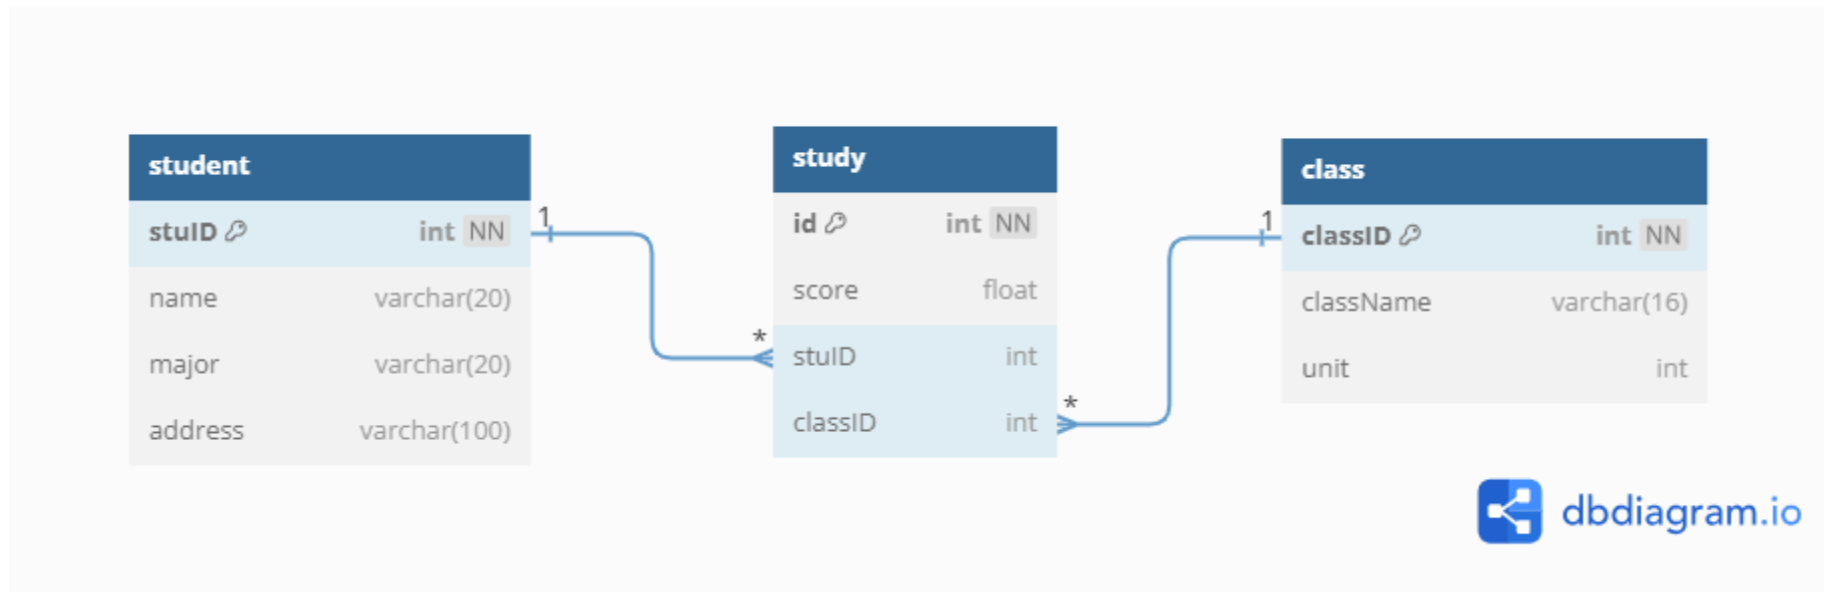 student
stuID int NN
name varchar(20)
major varchar(20)
address varchar(100)
1
*
study
id int NN
score float
stuID int
classID int
*
1
class
classID int NN
className varchar(16)
unit int
dbdiagram.io